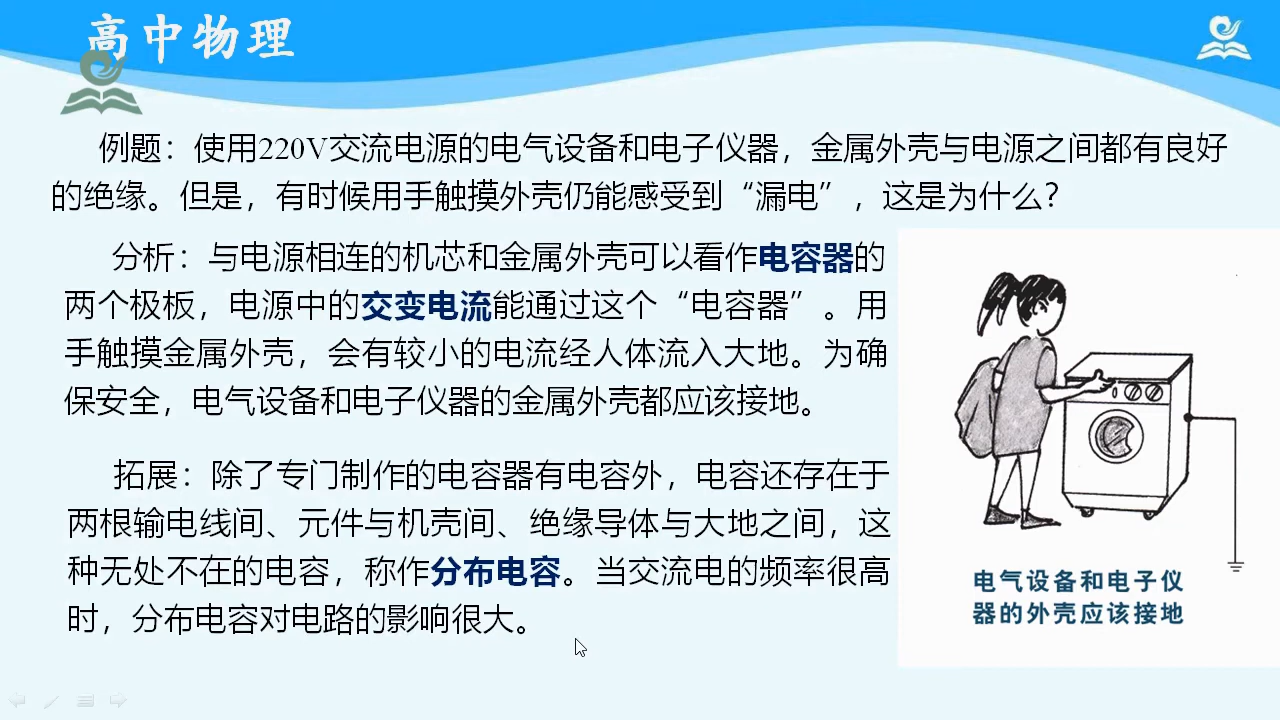 高中物理
例题：使用220V交流电源的电气设备和电子仪器，金属外壳与电源之间都有良好
的绝缘。但是，有时候用手触摸外壳仍能感受到“漏电”，这是为什么？
分析：与电源相连的机芯和金属外壳可以看作电容器的
两个极板，电源中的交变电流能通过这个“电容器”。用
手触摸金属外壳，会有较小的电流经人体流入大地。为确
保安全，电气设备和电子仪器的金属外壳都应该接地。
拓展：除了专门制作的电容器有电容外，电容还存在于
两根输电线间、元件与机壳间、绝缘导体与大地之间，这
种无处不在的电容，称作分布电容。当交流电的频率很高
时，分布电容对电路的影响很大。
电气设备和电子仪
器的外壳应该接地